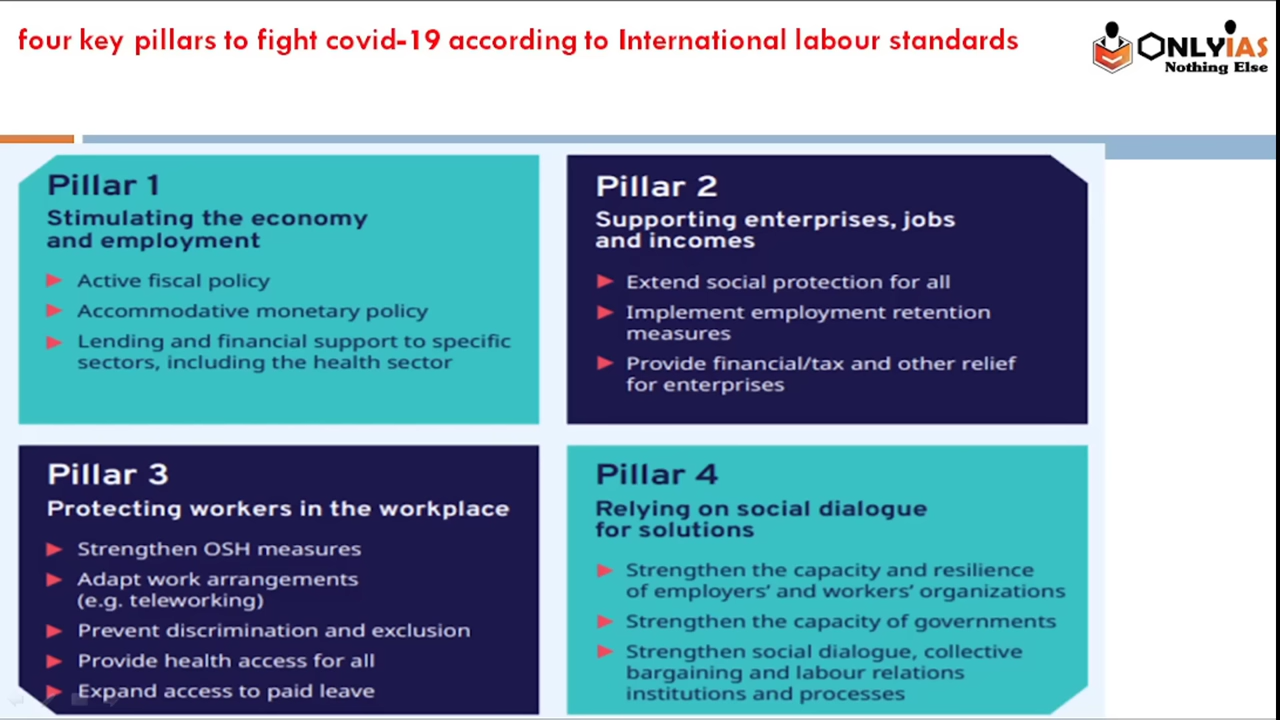 four key pillars to fight covid-19 according to International labour standards
ONLYIAS
Nothing Else
Pillar 1
Stimulating the economy
and employment
Active fiscal policy
Accommodative monetary policy
Lending and financial support to specific
sectors, including the health sector
Pillar 2
Supporting enterprises, jobs
and incomes
Extend social protection for all
Implement employment retention
measures
Provide financial/tax and other relief
for enterprises
Pillar 3
Protecting workers in the workplace
Strengthen OSH measures
Adapt work arrangements
(e.g. teleworking)
Prevent discrimination and exclusion
Provide health access for all
Expand access to paid leave
Pillar 4
Relying on social dialogue
for solutions
Strengthen the capacity and resilience
of employers’ and workers’ organizations
Strengthen the capacity of governments
Strengthen social dialogue, collective
bargaining and labour relations
institutions and processes